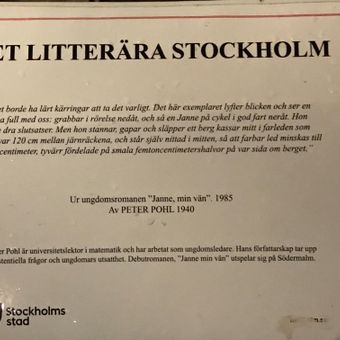 ET LITTERÄRA STOCKHOLM
et borde ha lärt kärringar att ta det varligt. Det här exemplaret lyfter blicken och ser en
a full med oss: grabbar i rörelse nedåt, och så en Janne på cykel i god fart neråt. Hon
dra slutsatser. Men hon stannar, gapar och släpper ett berg kassar mitt i farleden som
var 120 cm mellan järnräckena, och står själv nittad i mitten, så att farbar led minskas till
centimeter, tyvärr fördelade på smala femtoncentimetershalvor på var sida om berget."
Ur ungdomsromanen "Janne, min vän". 1985
Av PETER POHL 1940
er Pohl är universitetslektor i matematik och har arbetat som ungdomsledare. Hans författarskap tar upp
stentiella frågor och ungdomars utsatthet. Debutromanen, "Janne min vän" utspelar sig på Södermalm.
Stockholms
stad